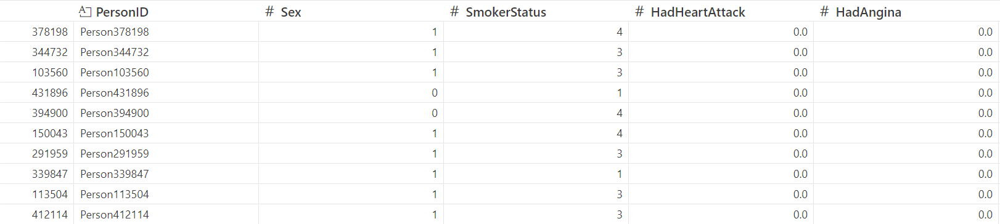 PersonID # Sex # SmokerStatus # HadHeartAttack # HadAngina
378198 Person378198 1 4 0.0 0.0
344732 Person344732 1 3 0.0 0.0
103560 Person103560 1 3 0.0 0.0
431896 Person431896 0 1 0.0 0.0
394900 Person394900 0 4 0.0 0.0
150043 Person150043 1 4 0.0 0.0
291959 Person291959 1 3 0.0 0.0
339847 Person339847 1 1 0.0 0.0
113504 Person113504 1 3 0.0 0.0
412114 Person412114 1 3 0.0 0.0